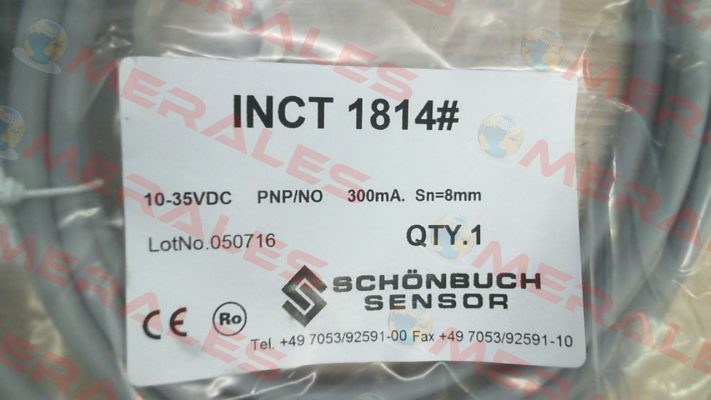 INCT 1814#
10-35VDC PNP/NO 300mA. Sn=8mm
LotNo.050716 QTY.1
SCHÖNBUCH
SENSOR
CE Ro
Tel. +49 7053/92591-00 Fax +49 7053/92591-10
MERALES